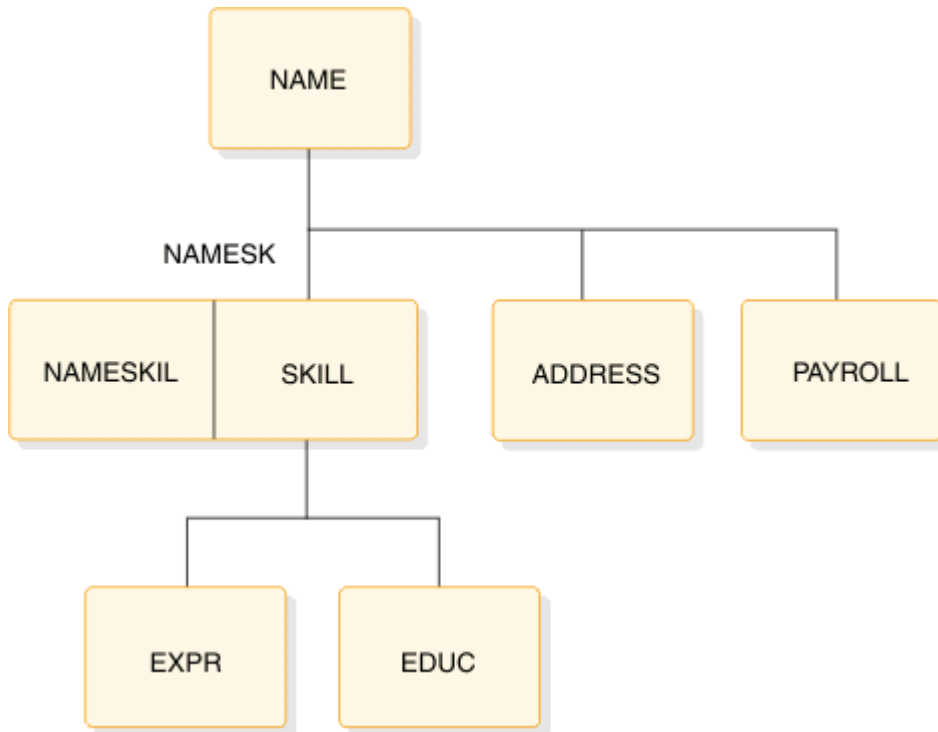 NAME
NAMESK
NAMESKIL
SKILL
ADDRESS
PAYROLL
EXPR
EDUC